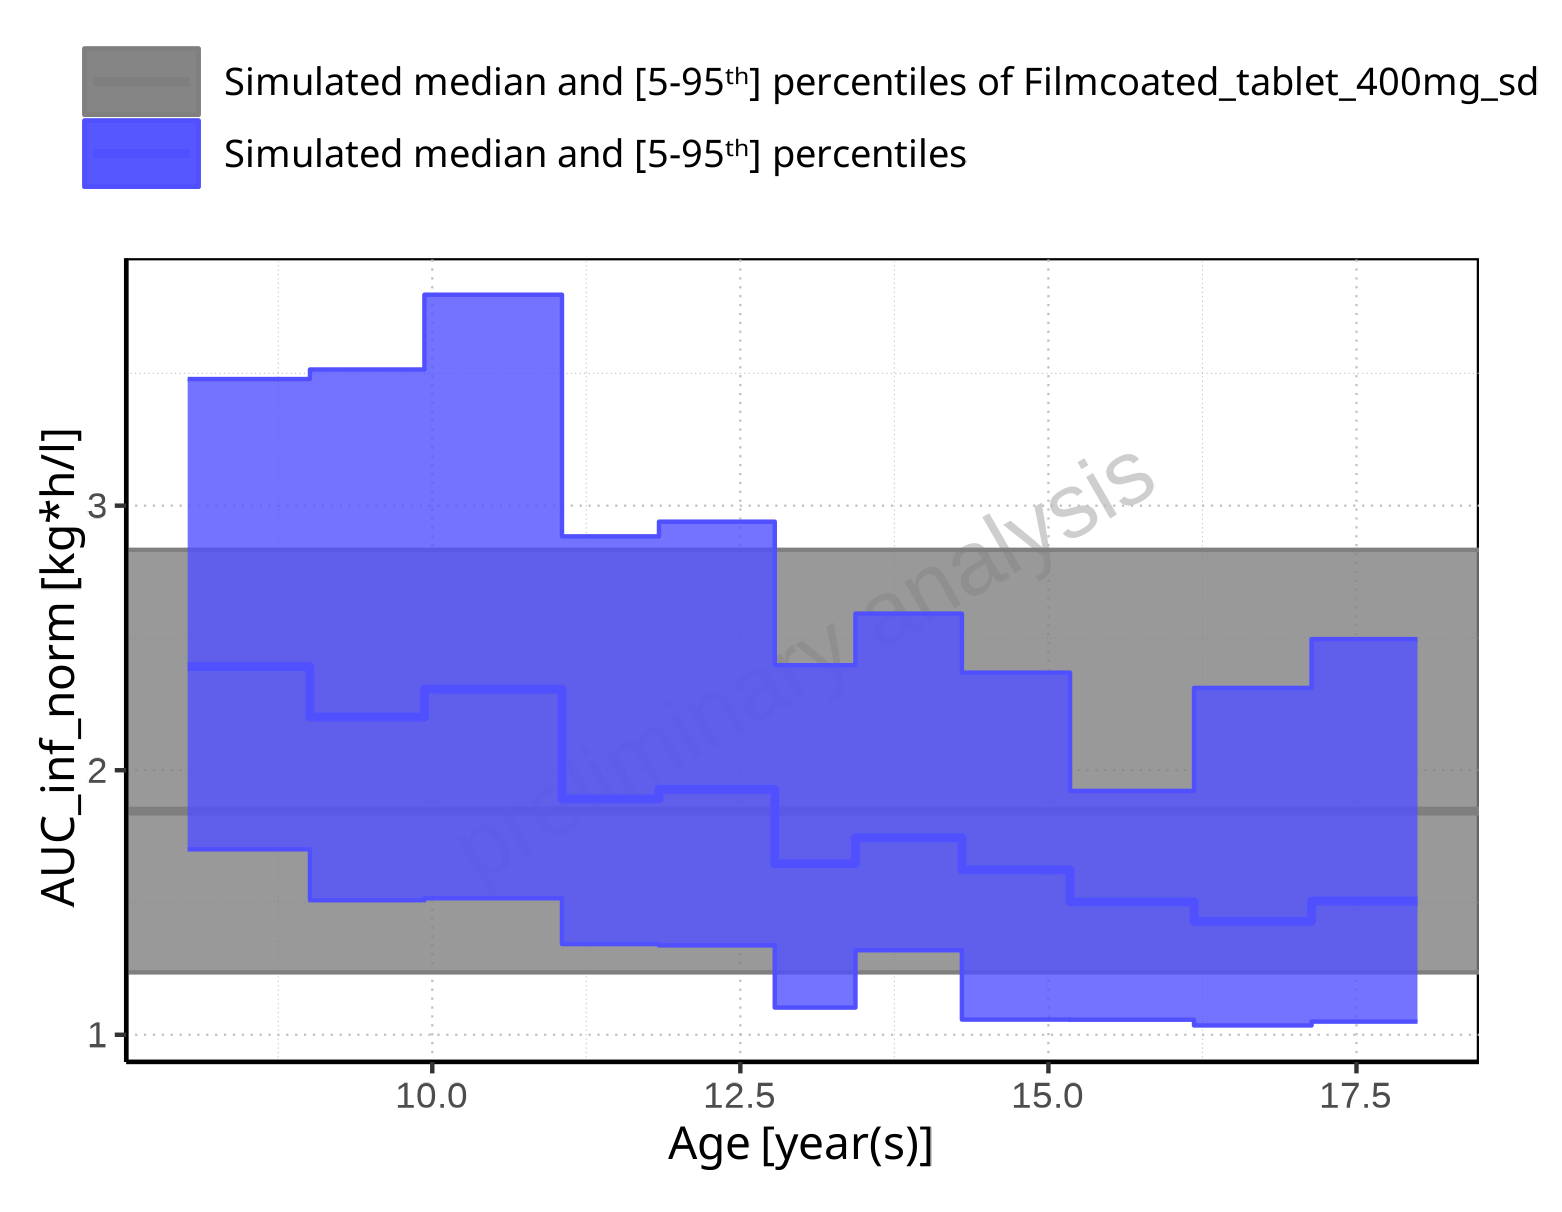 Simulated median and [5-95ᵗʰ] percentiles of Filmcoated_tablet_400mg_sd
Simulated median and [5-95ᵗʰ] percentiles
AUC_inf_norm [kg*h/l]
3
2
1
preliminary analysis
10.0 12.5 15.0 17.5
Age [year(s)]